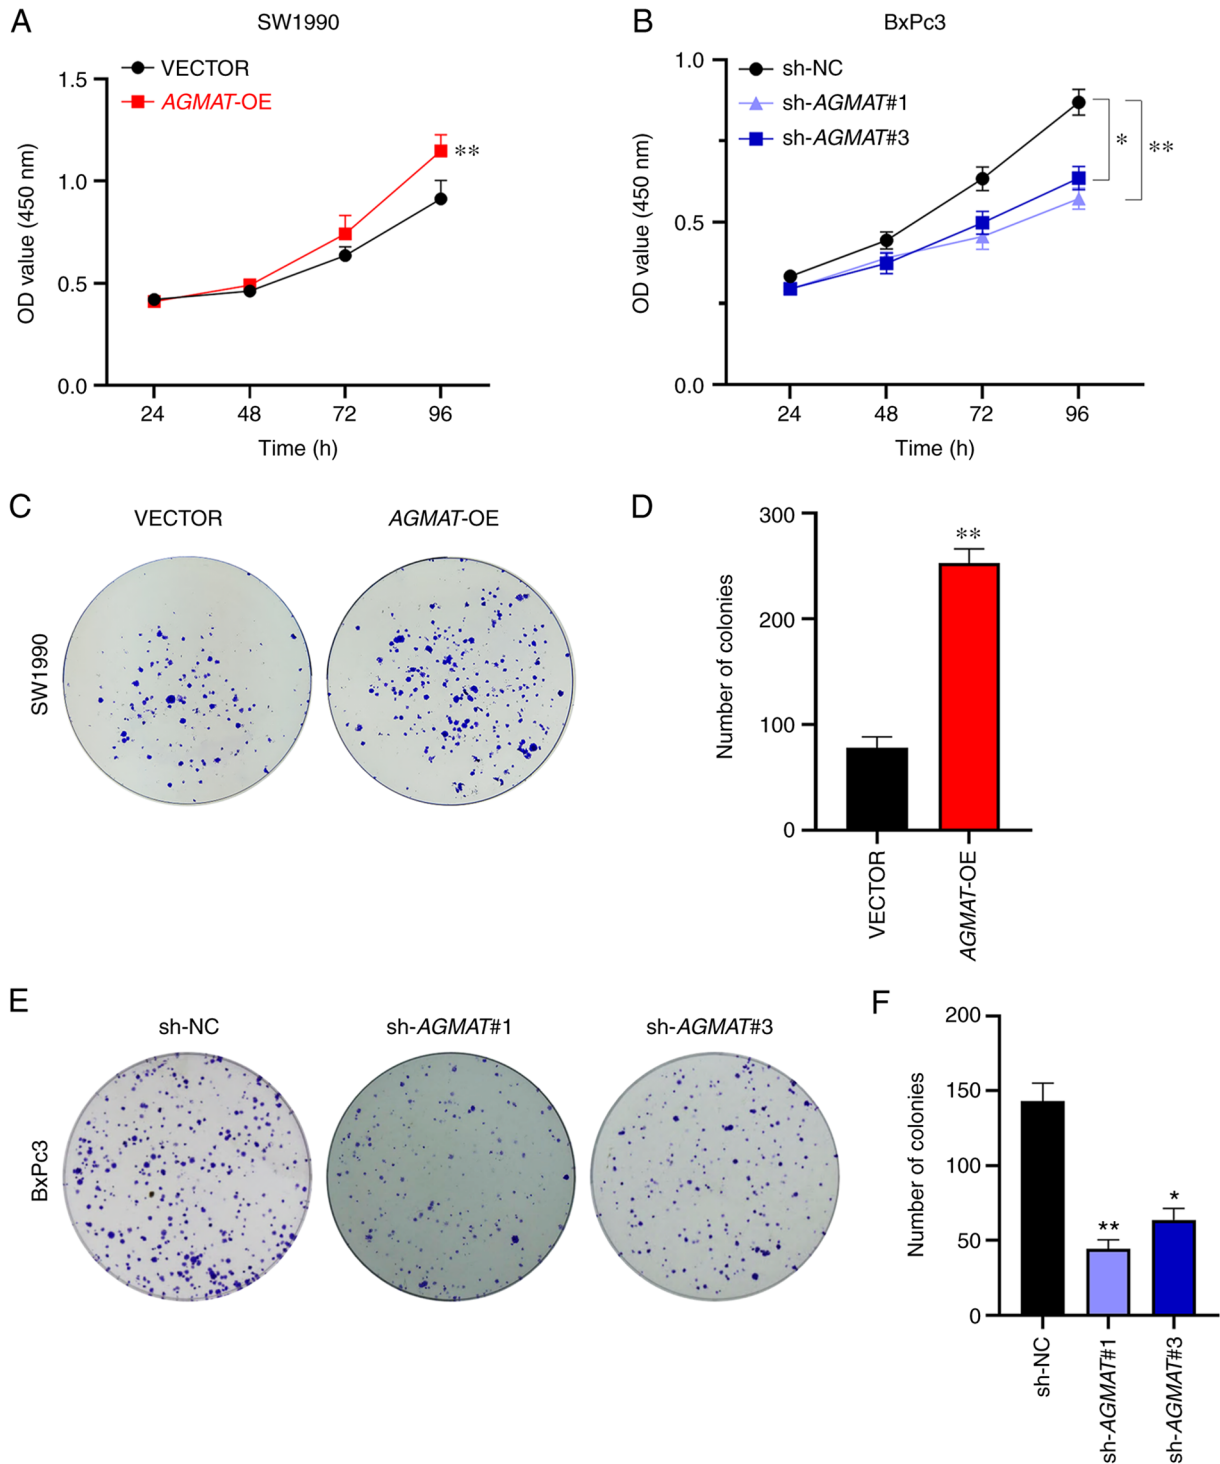 A
SW1990
VECTOR
AGMAT-OE
1.5
1.0
0.5
0.0
OD value (450 nm)
**
24 48 72 96
Time (h)
B
BxPc3
sh-NC
sh-AGMAT#1
sh-AGMAT#3
1.0
0.5
0.0
OD value (450 nm)
*
**
24 48 72 96
Time (h)
C
VECTOR AGMAT-OE
SW1990
D
300
200
100
0
Number of colonies
**
VECTOR
AGMAT-OE
E
sh-NC sh-AGMAT#1 sh-AGMAT#3
BxPc3
F
200
150
100
50
0
Number of colonies
**
*
sh-NC
sh-AGMAT#1
sh-AGMAT#3